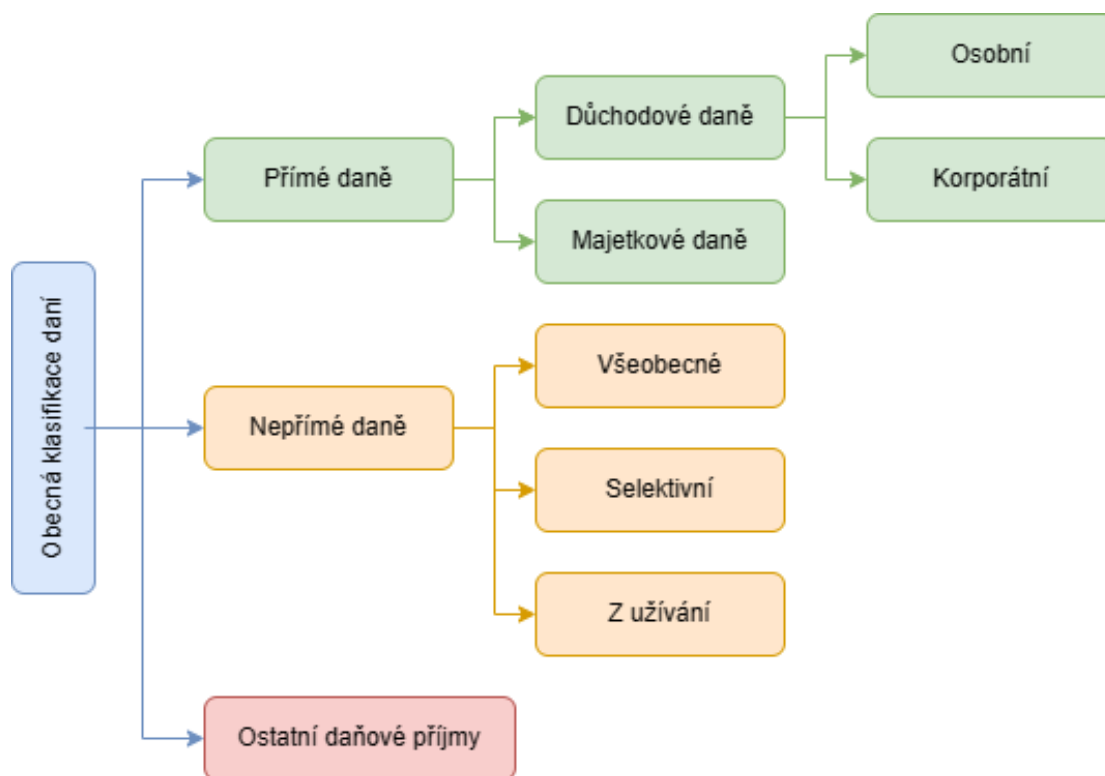 Obecná klasifikace daní
Přímé daně
Důchodové daně
Osobní
Korporátní
Majetkové daně
Nepřímé daně
Všeobecné
Selektivní
Z užívání
Ostatní daňové příjmy